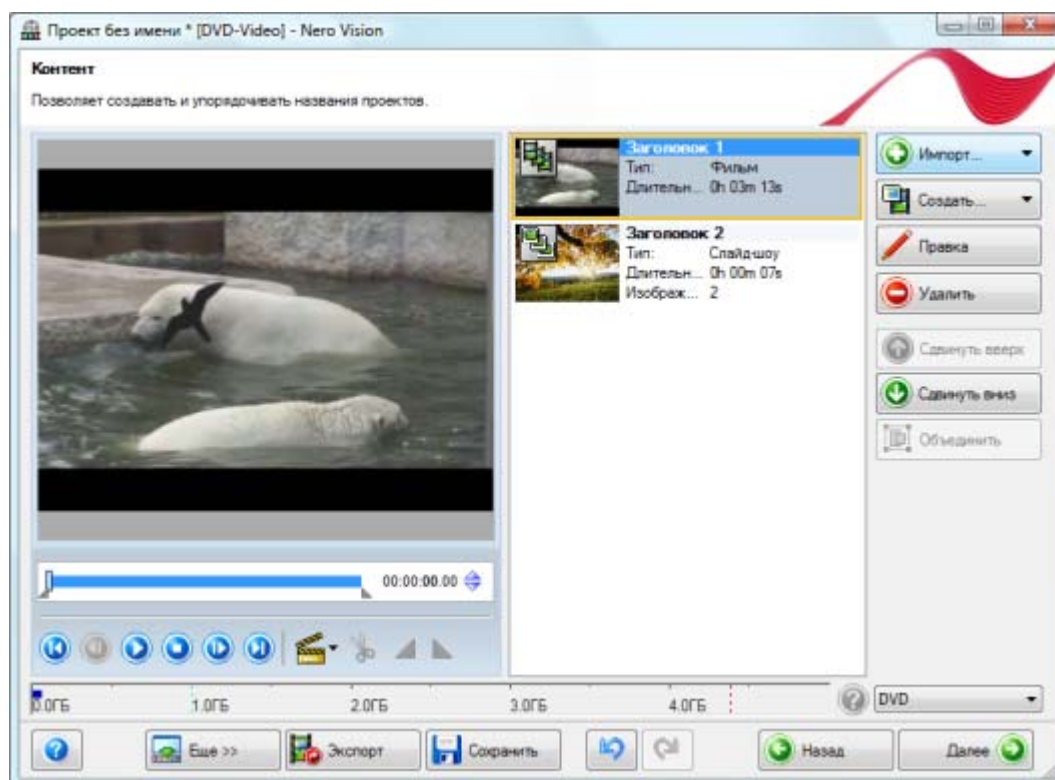 Проект без имени * [DVD-Video] - Nero Vision
Контент
Позволяет создавать и упорядочивать названия проектов.
Заголовок 1
Тип: Фильм
Длительн... 0h 03m 13s
Заголовок 2
Тип: Слайд-шоу
Длительн... 0h 00m 07s
Изображ... 2
Импорт...
Создать...
Правка
Удалить
Сдвинуть вверх
Сдвинуть вниз
Объединить
00:00:00.00
0.0ГБ 1.0ГБ 2.0ГБ 3.0ГБ 4.0ГБ
DVD
Еще >>
Экспорт
Сохранить
Назад
Далее